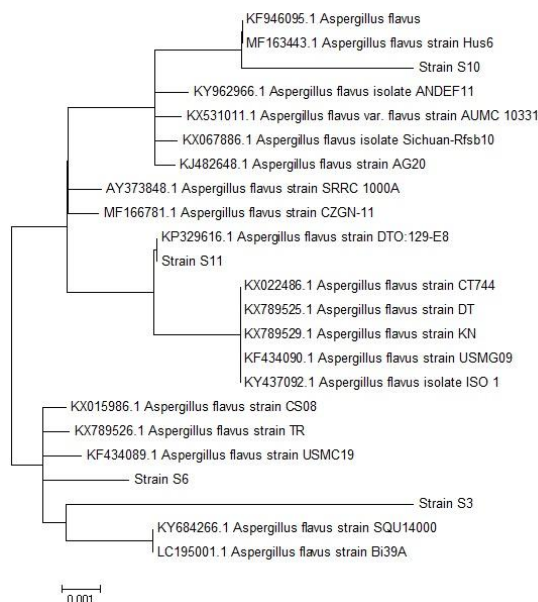 KF946095.1 Aspergillus flavus
MF163443.1 Aspergillus flavus strain Hus6
Strain S10
KY962966.1 Aspergillus flavus isolate ANDEF11
KX531011.1 Aspergillus flavus var. flavus strain AUMC 10331
KX067886.1 Aspergillus flavus isolate Sichuan-Rfsb10
KJ482648.1 Aspergillus flavus strain AG20
AY373848.1 Aspergillus flavus strain SRRC 1000A
MF166781.1 Aspergillus flavus strain CZGN-11
KP329616.1 Aspergillus flavus strain DTO:129-E8
Strain S11
KX022486.1 Aspergillus flavus strain CT744
KX789525.1 Aspergillus flavus strain DT
KX789529.1 Aspergillus flavus strain KN
KF434090.1 Aspergillus flavus strain USMG09
KY437092.1 Aspergillus flavus isolate ISO 1
KX015986.1 Aspergillus flavus strain CS08
KX789526.1 Aspergillus flavus strain TR
KF434089.1 Aspergillus flavus strain USMC19
Strain S6
Strain S3
KY684266.1 Aspergillus flavus strain SQU14000
LC195001.1 Aspergillus flavus strain Bi39A
0.001